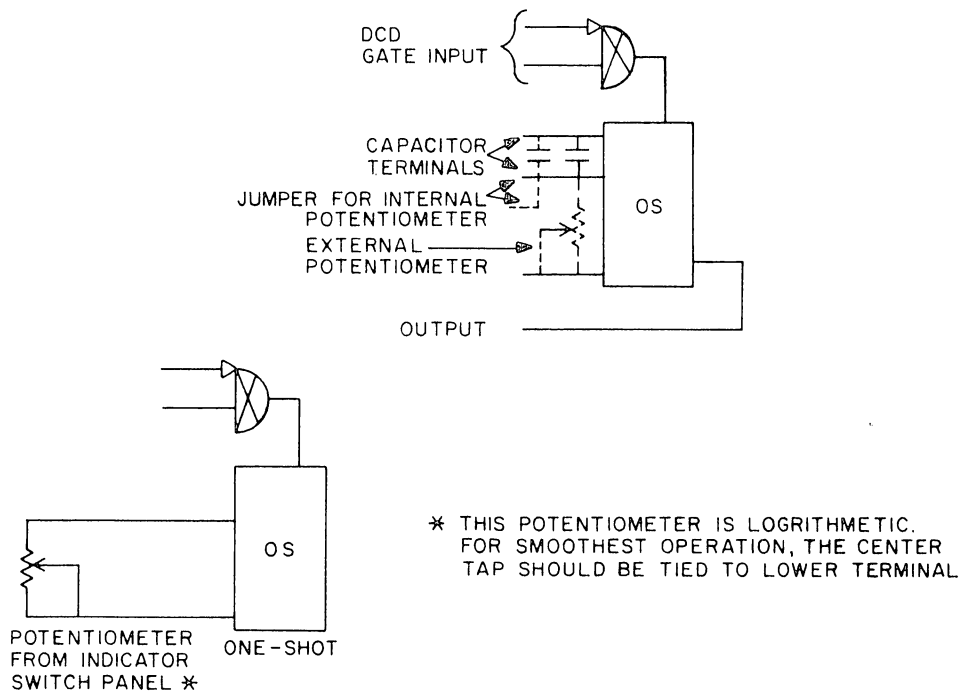 DCD
GATE INPUT
CAPACITOR
TERMINALS
JUMPER FOR INTERNAL
POTENTIOMETER
EXTERNAL
POTENTIOMETER
OS
OUTPUT
OS
ONE-SHOT
POTENTIOMETER
FROM INDICATOR
SWITCH PANEL *
* THIS POTENTIOMETER IS LOGRITHMETIC.
FOR SMOOTHEST OPERATION, THE CENTER
TAP SHOULD BE TIED TO LOWER TERMINAL